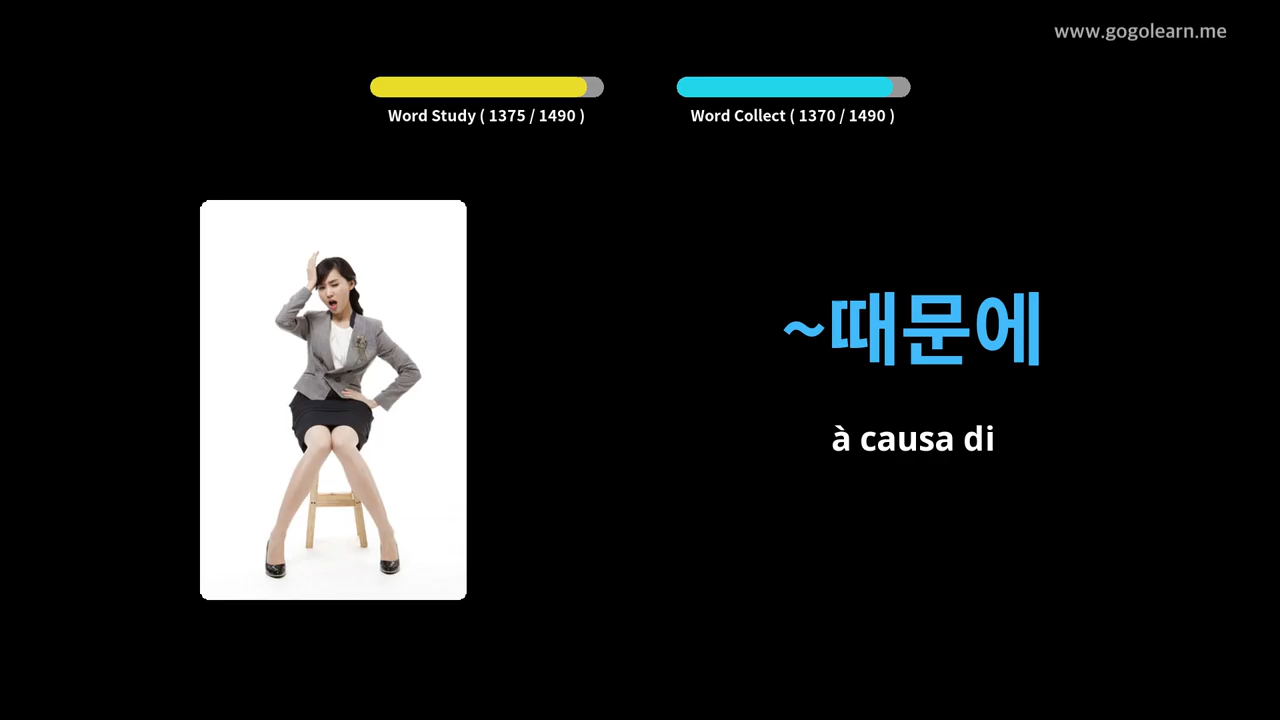 www.gogolearn.me
Word Study ( 1375 / 1490 )
Word Collect ( 1370 / 1490 )
~때문에
à causa di